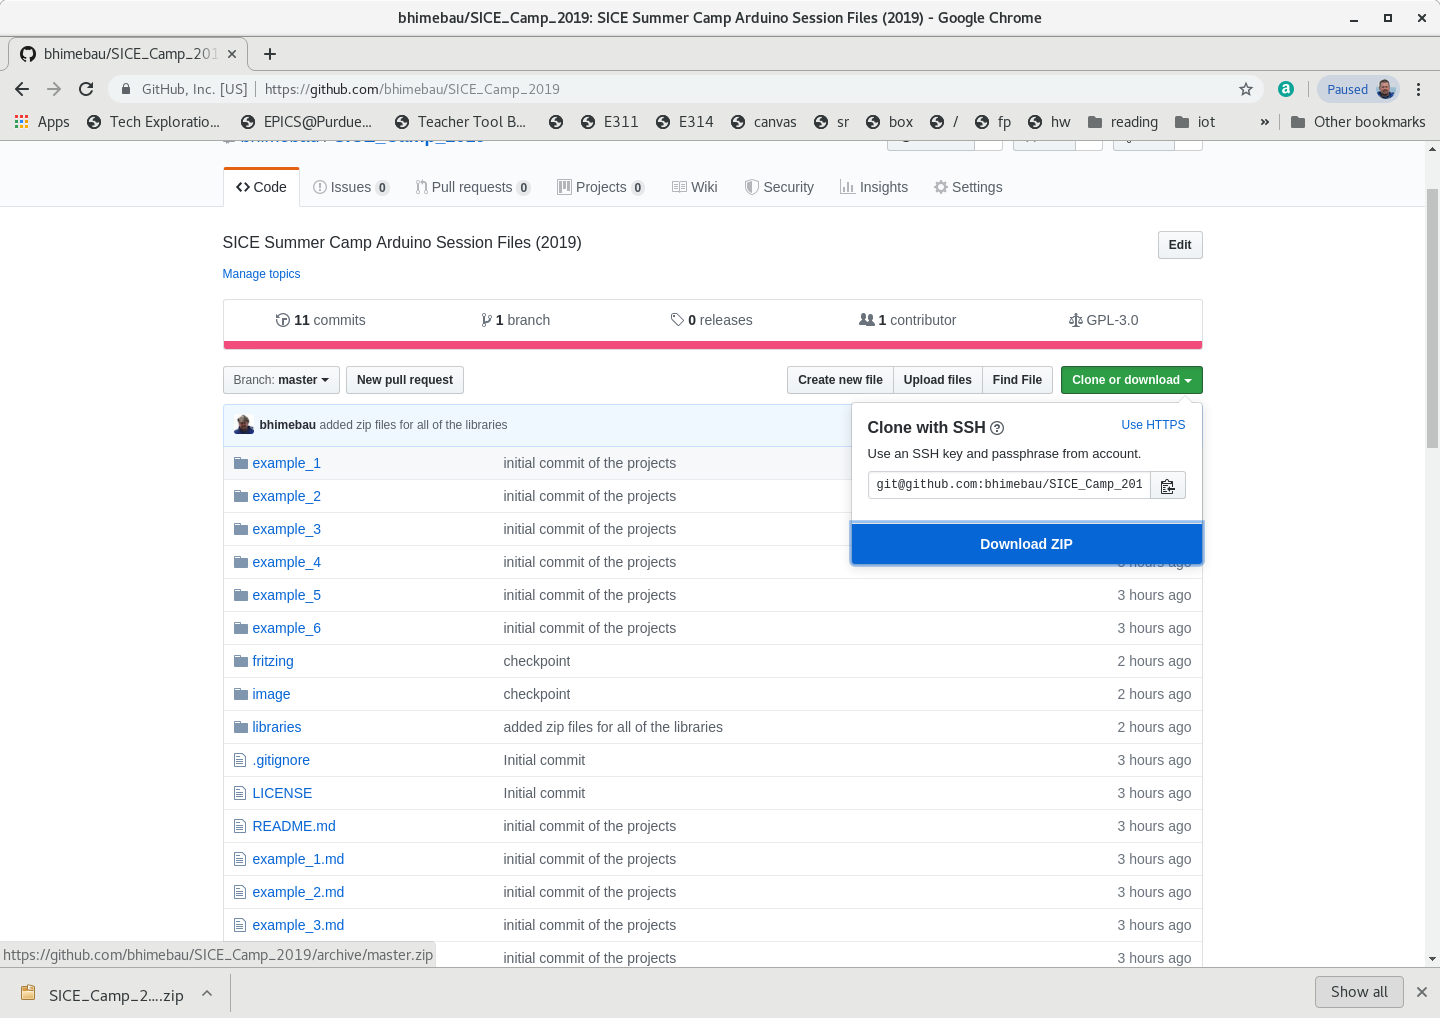 bhimebau/SICE_Camp_2019: SICE Summer Camp Arduino Session Files (2019) - Google Chrome
bhimebau/SICE_Camp_201
GitHub, Inc. [US] https://github.com/bhimebau/SICE_Camp_2019 Paused
Apps Tech Exploratio... EPICS@Purdue... Teacher Tool B... E311 E314 canvas sr box / fp hw reading iot » Other bookmarks
Code Issues 0 Pull requests 0 Projects 0 Wiki Security Insights Settings
SICE Summer Camp Arduino Session Files (2019) Edit
Manage topics
11 commits 1 branch 0 releases 1 contributor GPL-3.0
Branch: master New pull request Create new file Upload files Find File Clone or download
bhimebau added zip files for all of the libraries
Clone with SSH Use HTTPS
Use an SSH key and passphrase from account.
git@github.com:bhimebau/SICE_Camp_201
Download ZIP
example_1 initial commit of the projects
example_2 initial commit of the projects
example_3 initial commit of the projects
example_4 initial commit of the projects 3 hours ago
example_5 initial commit of the projects 3 hours ago
example_6 initial commit of the projects 3 hours ago
fritzing checkpoint 2 hours ago
image checkpoint 2 hours ago
libraries added zip files for all of the libraries 2 hours ago
.gitignore Initial commit 3 hours ago
LICENSE Initial commit 3 hours ago
README.md initial commit of the projects 3 hours ago
example_1.md initial commit of the projects 3 hours ago
example_2.md initial commit of the projects 3 hours ago
example_3.md initial commit of the projects 3 hours ago
initial commit of the projects 3 hours ago
https://github.com/bhimebau/SICE_Camp_2019/archive/master.zip
SICE_Camp_2....zip Show all